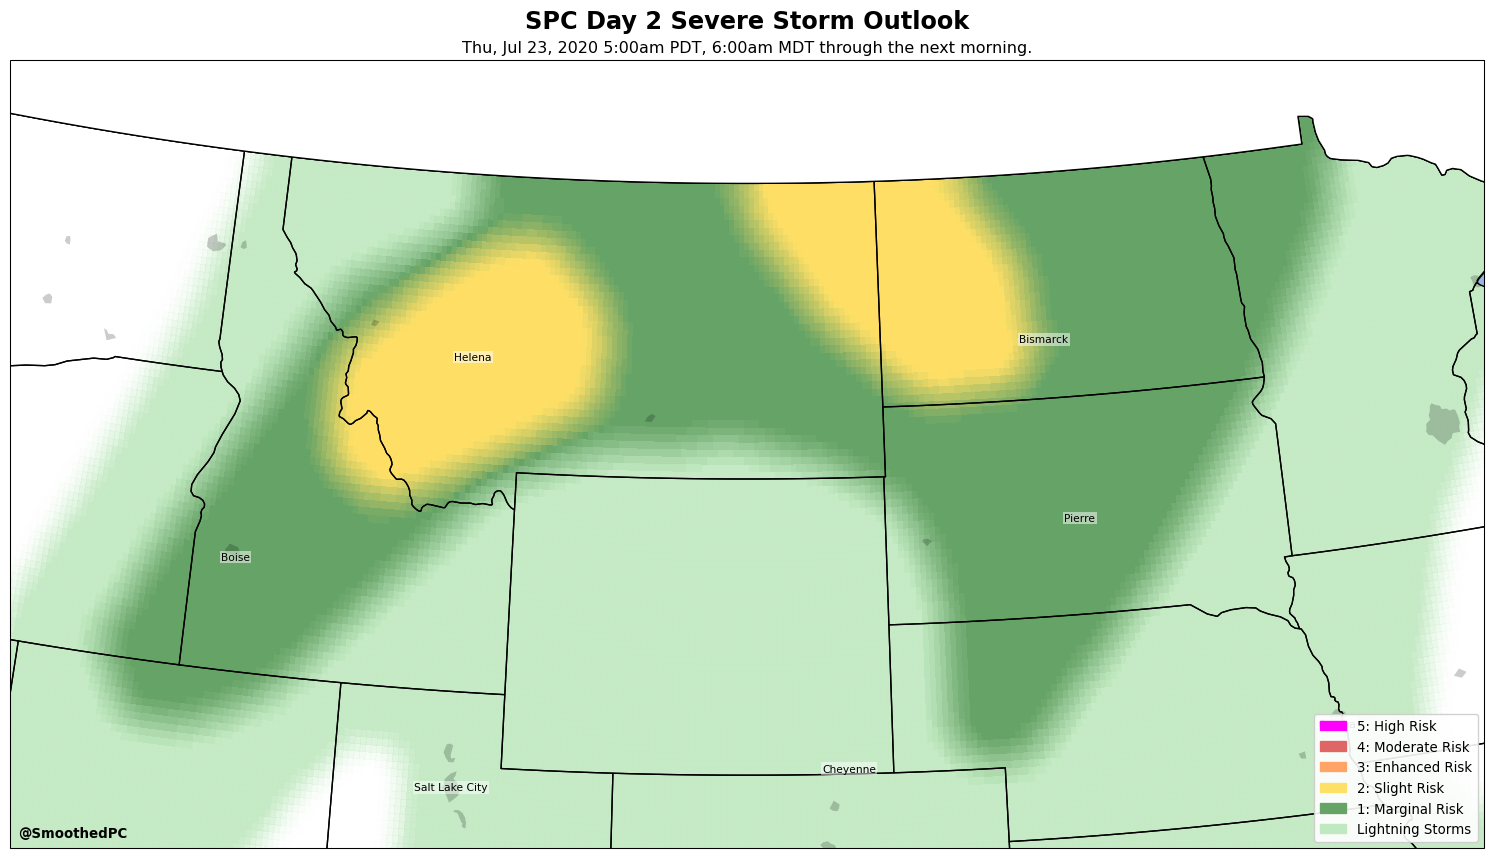 SPC Day 2 Severe Storm Outlook
Thu, Jul 23, 2020 5:00am PDT, 6:00am MDT through the next morning.
Bismarck
Helena
Pierre
Boise
Cheyenne
Salt Lake City
5: High Risk
4: Moderate Risk
3: Enhanced Risk
2: Slight Risk
1: Marginal Risk
Lightning Storms
@SmoothedPC